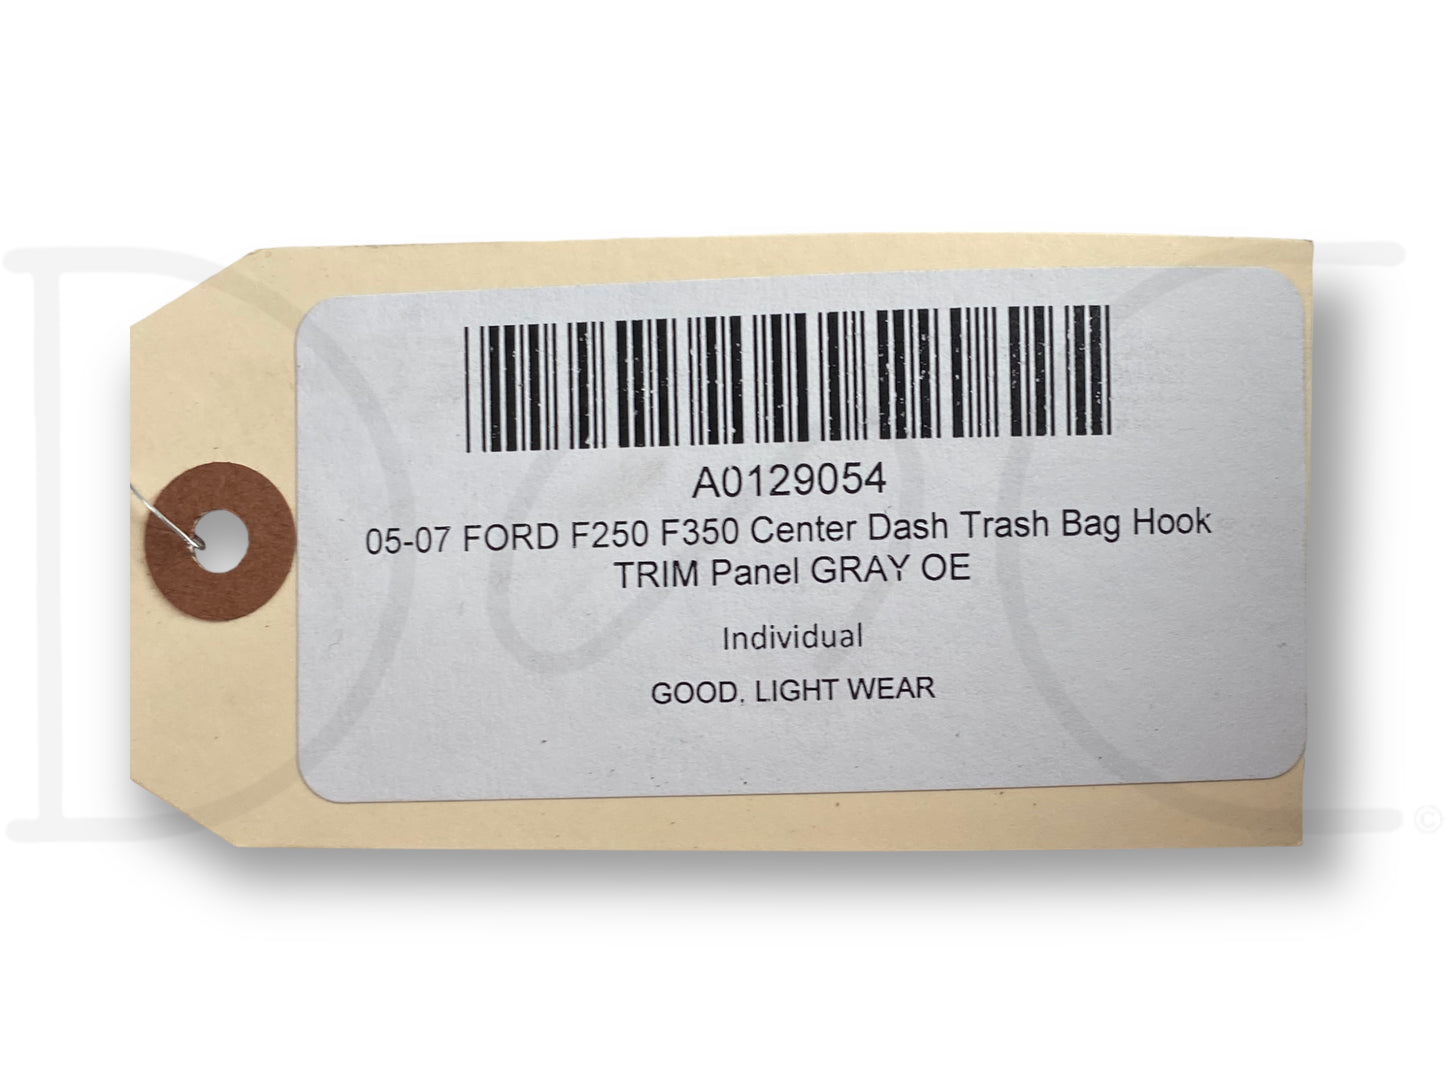 A0129054
05-07 FORD F250 F350 Center Dash Trash Bag Hook
TRIM Panel GRAY OE
Individual
GOOD, LIGHT WEAR
©